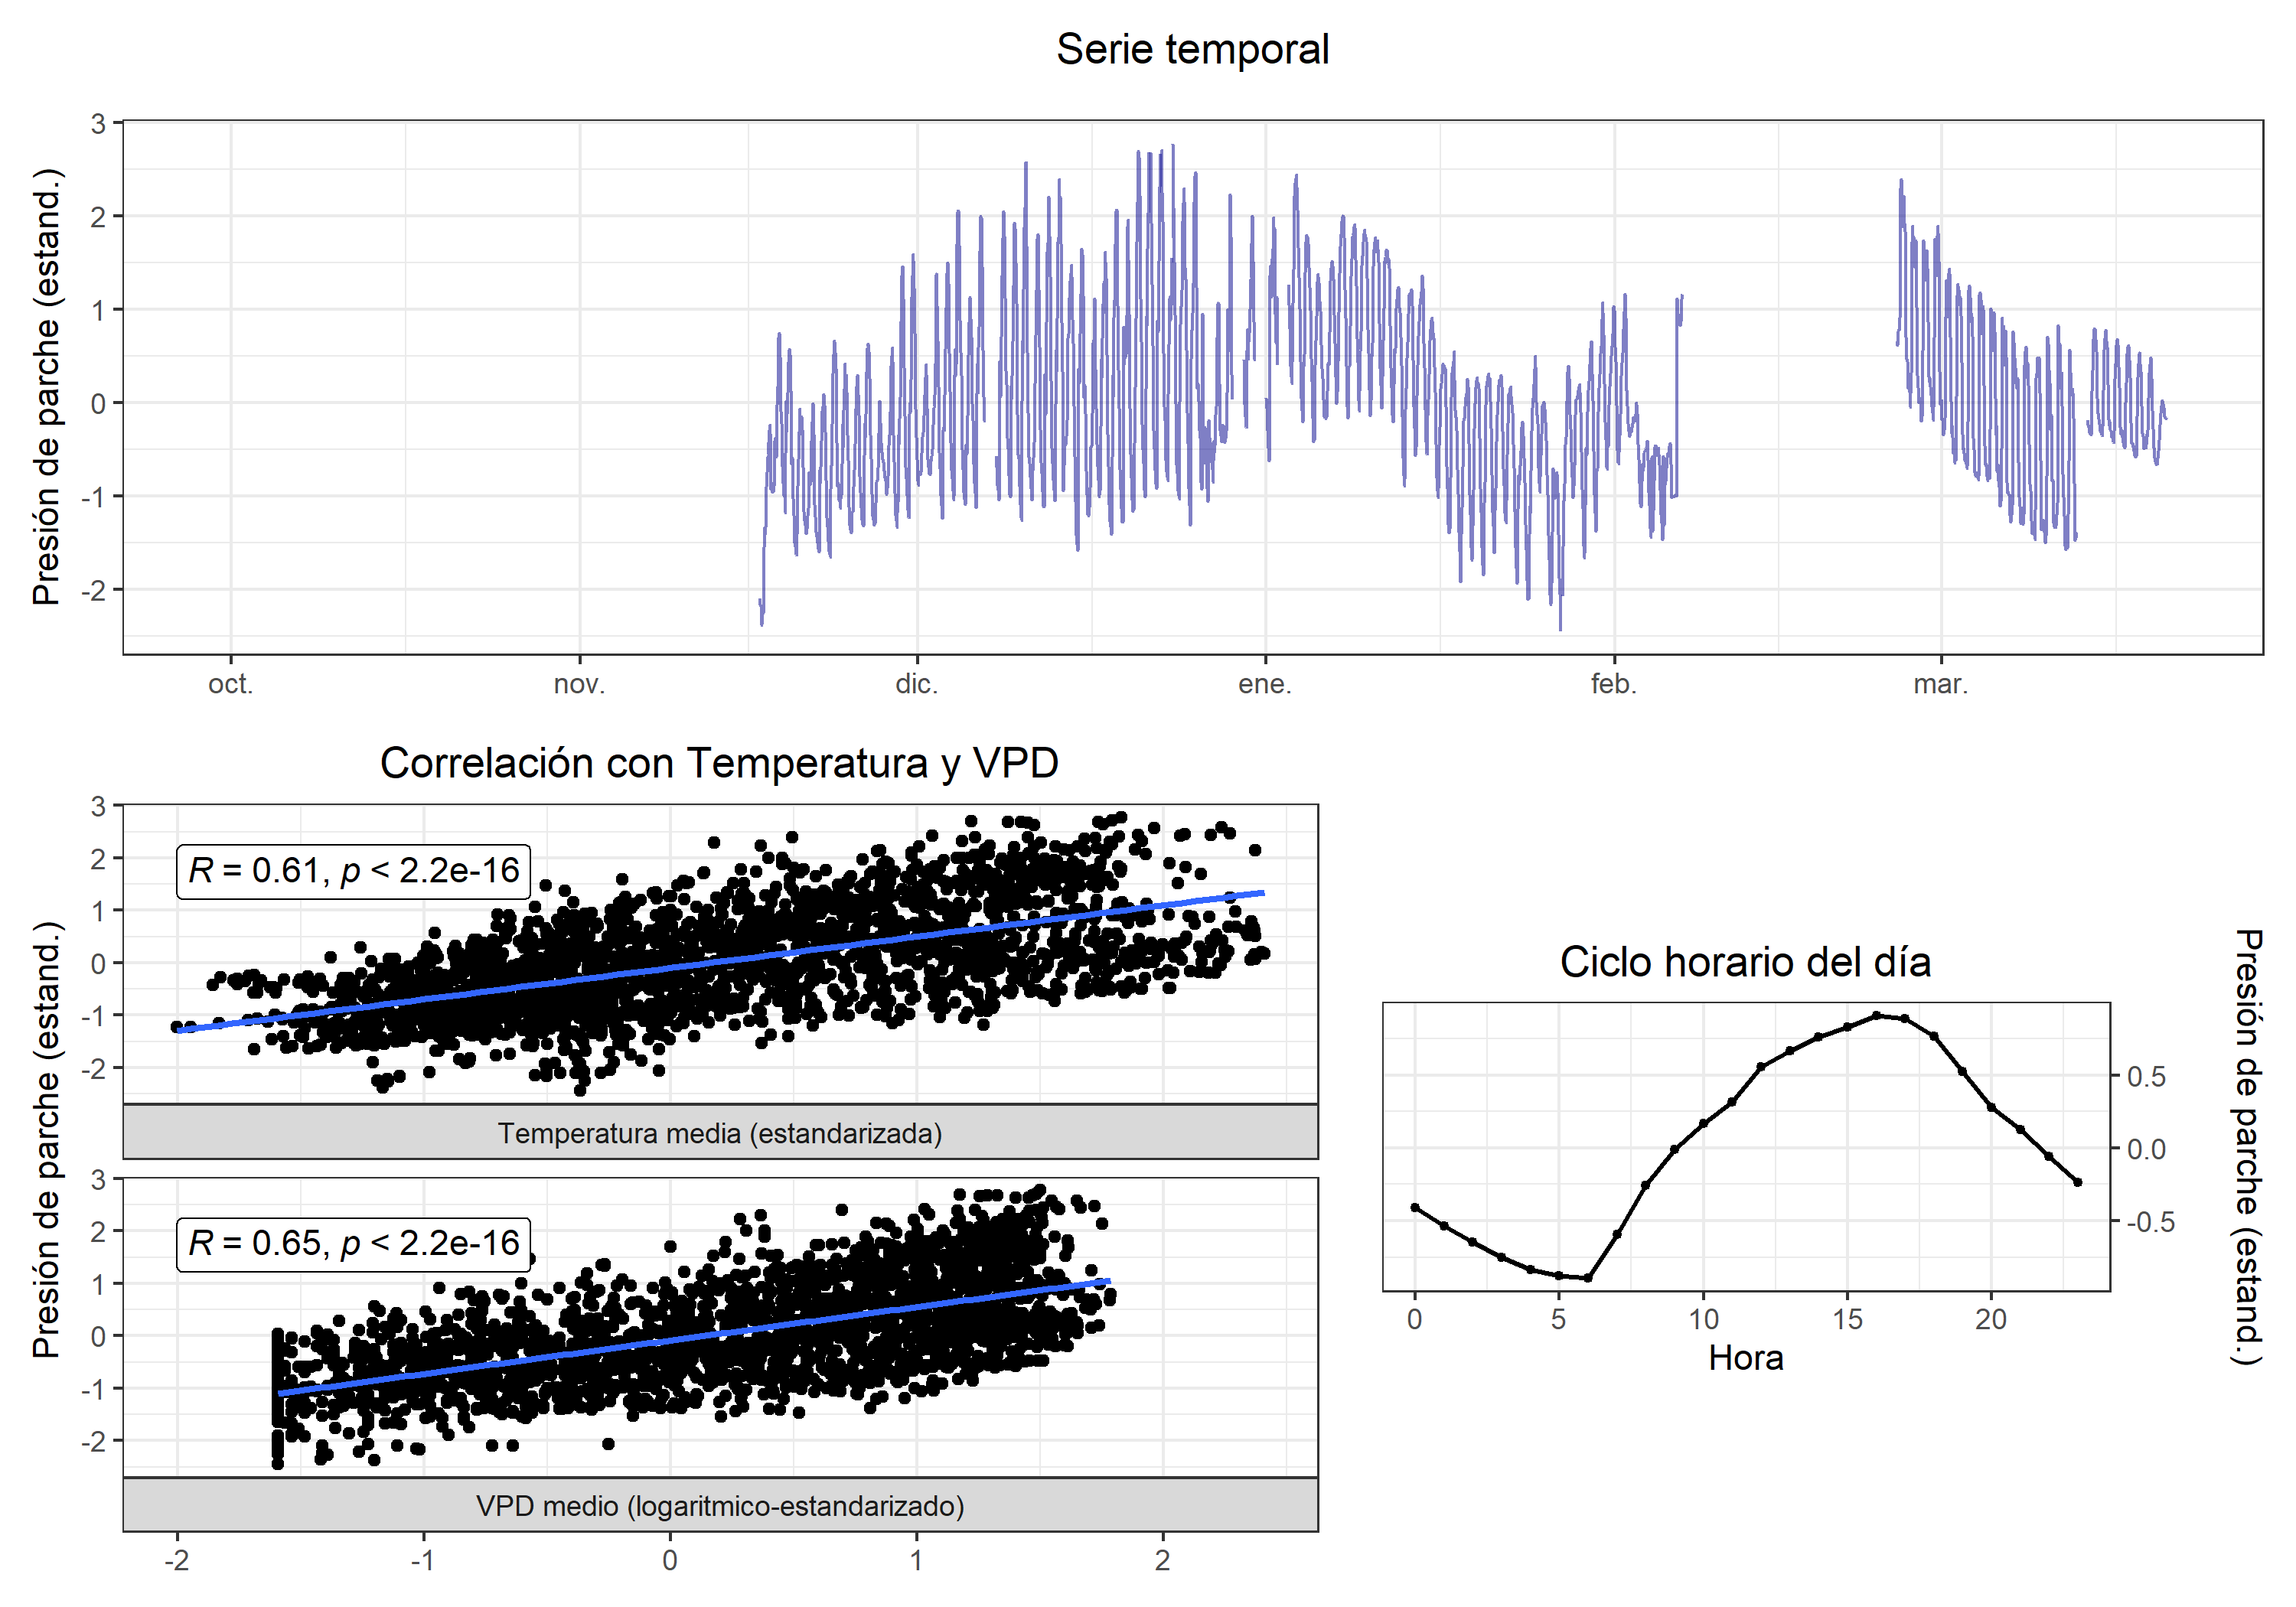 Serie temporal
Presión de parche (estand.)
3
2
1
0
-1
-2
oct.
nov.
dic.
ene.
feb.
mar.
Correlación con Temperatura y VPD
Presión de parche (estand.)
3
2
1
0
-1
-2
R = 0.61, p < 2.2e-16
Temperatura media (estandarizada)
3
2
1
0
-1
-2
R = 0.65, p < 2.2e-16
VPD medio (logaritmico-estandarizado)
-2
-1
0
1
2
Ciclo horario del día
0.5
0.0
-0.5
Presión de parche (estand.)
0
5
10
15
20
Hora